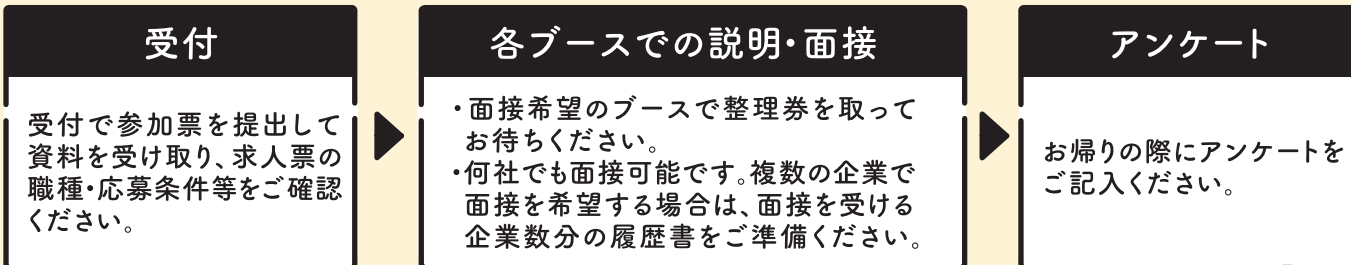 受付
受付で参加票を提出して
資料を受け取り、求人票の
職種・応募条件等をご確認
ください。
各ブースでの説明・面接
・面接希望のブースで整理券を取って
お待ちください。
・何社でも面接可能です。複数の企業で
面接を希望する場合は、面接を受ける
企業数分の履歴書をご準備ください。
アンケート
お帰りの際にアンケートを
ご記入ください。